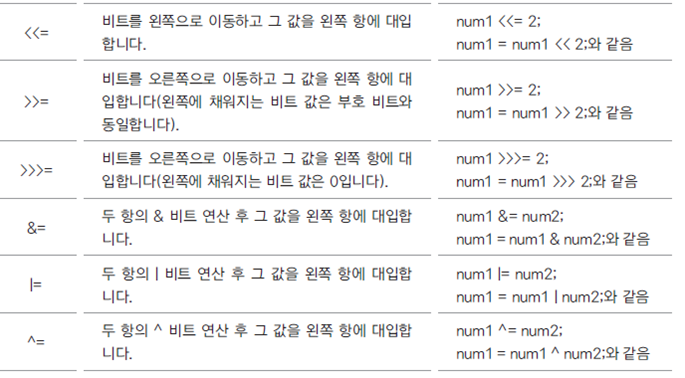 <<=
비트를 왼쪽으로 이동하고 그 값을 왼쪽 항에 대입
합니다.
num1 <<= 2;
num1 = num1 << 2;와 같음
>>=
비트를 오른쪽으로 이동하고 그 값을 왼쪽 항에 대
입합니다(왼쪽에 채워지는 비트 값은 부호 비트와
동일합니다).
num1 >>= 2;
num1 = num1 >> 2;와 같음
>>>=
비트를 오른쪽으로 이동하고 그 값을 왼쪽 항에 대
입합니다(왼쪽에 채워지는 비트 값은 0입니다).
num1 >>>= 2;
num1 = num1 >>> 2;와 같음
&=
두 항의 & 비트 연산 후 그 값을 왼쪽 항에 대입합
니다.
num1 &= num2;
num1 = num1 & num2;와 같음
|=
두 항의 | 비트 연산 후 그 값을 왼쪽 항에 대입합
니다.
num1 |= num2;
num1 = num1 | num2;와 같음
^=
두 항의 ^ 비트 연산 후 그 값을 왼쪽 항에 대입합
니다.
num1 ^= num2;
num1 = num1 ^ num2;와 같음